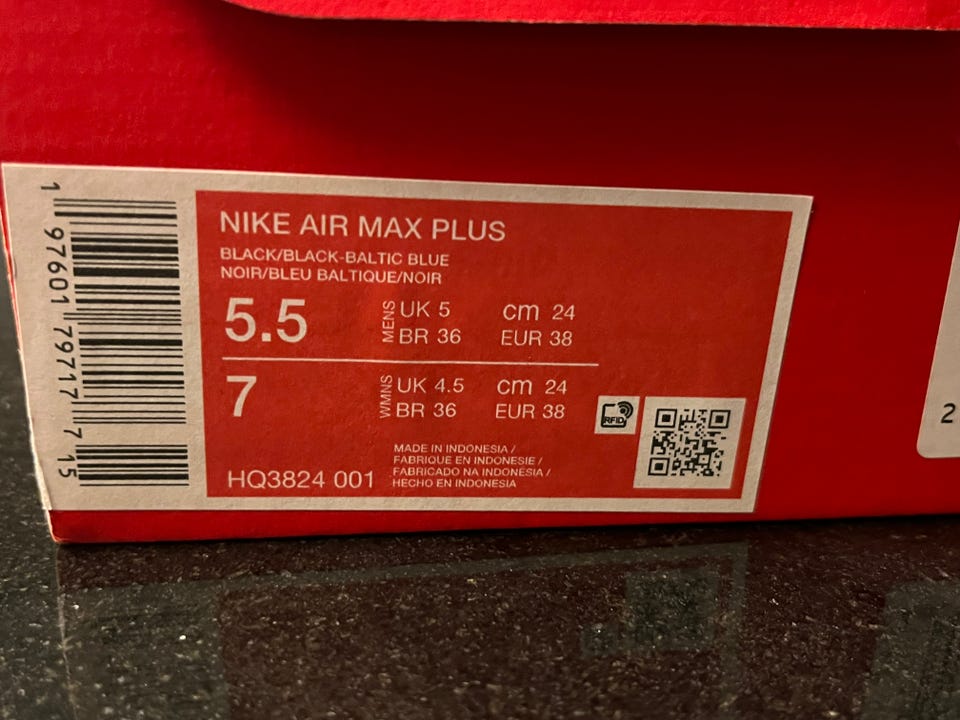 NIKE AIR MAX PLUS
BLACK/BLACK-BALTIC BLUE
NOIR/BLEU BALTIQUE/NOIR
5.5 MENS UK 5 cm 24
BR 36 EUR 38
7 WMNS UK 4.5 cm 24
BR 36 EUR 38
RFID
MADE IN INDONESIA /
FABRIQUE EN INDONESIE /
FABRICADO NA INDONESIA /
HECHO EN INDONESIA
HQ3824 001
1 97601 79717 7 15
2